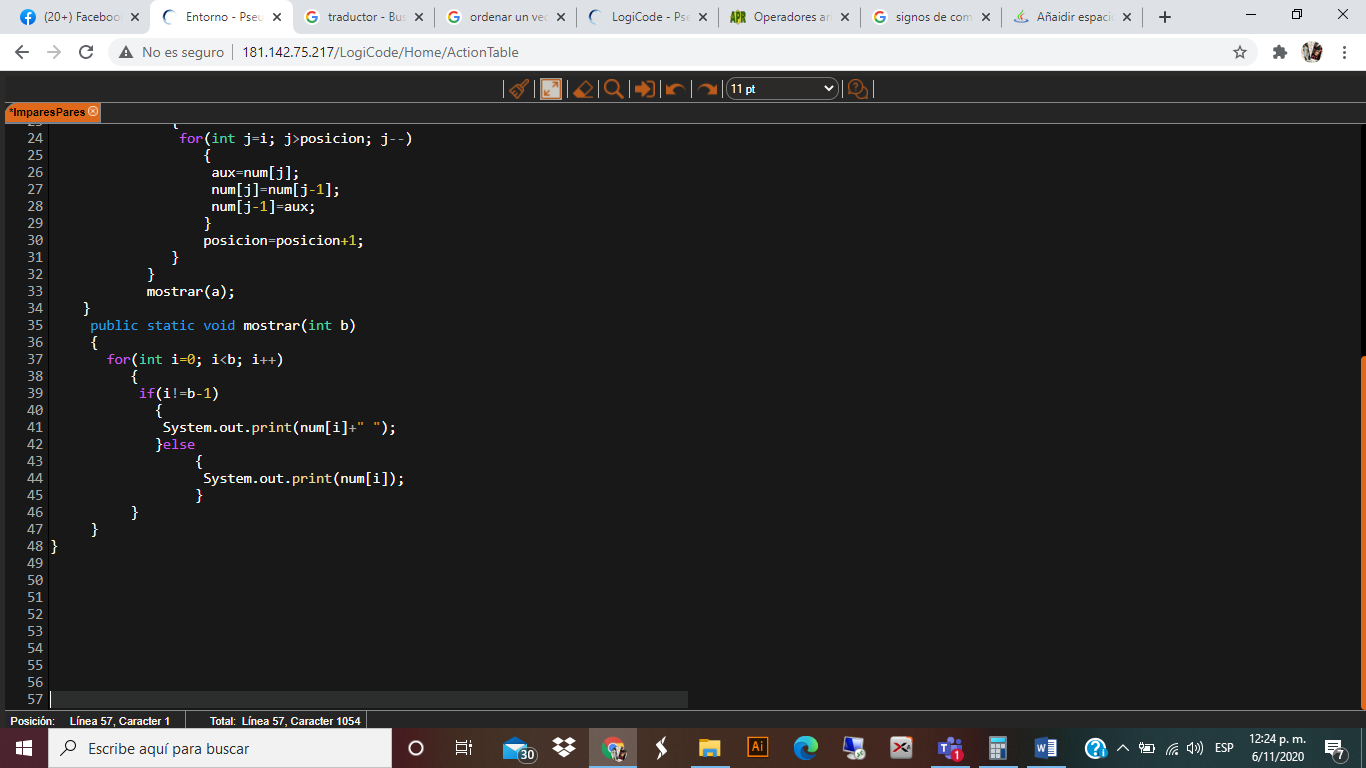 (20+) Faceboo
Entorno - Pseu
traductor - Bus
ordenar un vec
LogiCode - Pse
APR Operadores ar
signos de com
Añaidir espaci
No es seguro
181.142.75.217/LogiCode/Home/ActionTable
11 pt
*ImparesPares
23 {
24 for(int j=i; j>posicion; j--)
25 {
26 aux=num[j];
27 num[j]=num[j-1];
28 num[j-1]=aux;
29 }
30 posicion=posicion+1;
31 }
32 }
33 mostrar(a);
34 }
35 public static void mostrar(int b)
36 {
37 for(int i=0; i<b; i++)
38 {
39 if(i!=b-1)
40 {
41 System.out.print(num[i]+" ");
42 }else
43 {
44 System.out.print(num[i]);
45 }
46 }
47 }
48 }
49
50
51
52
53
54
55
56
57
Posición: Línea 57, Caracter 1 Total: Línea 57, Caracter 1054
Escribe aquí para buscar
30
Ai
1
ESP
12:24 p. m.
6/11/2020
7